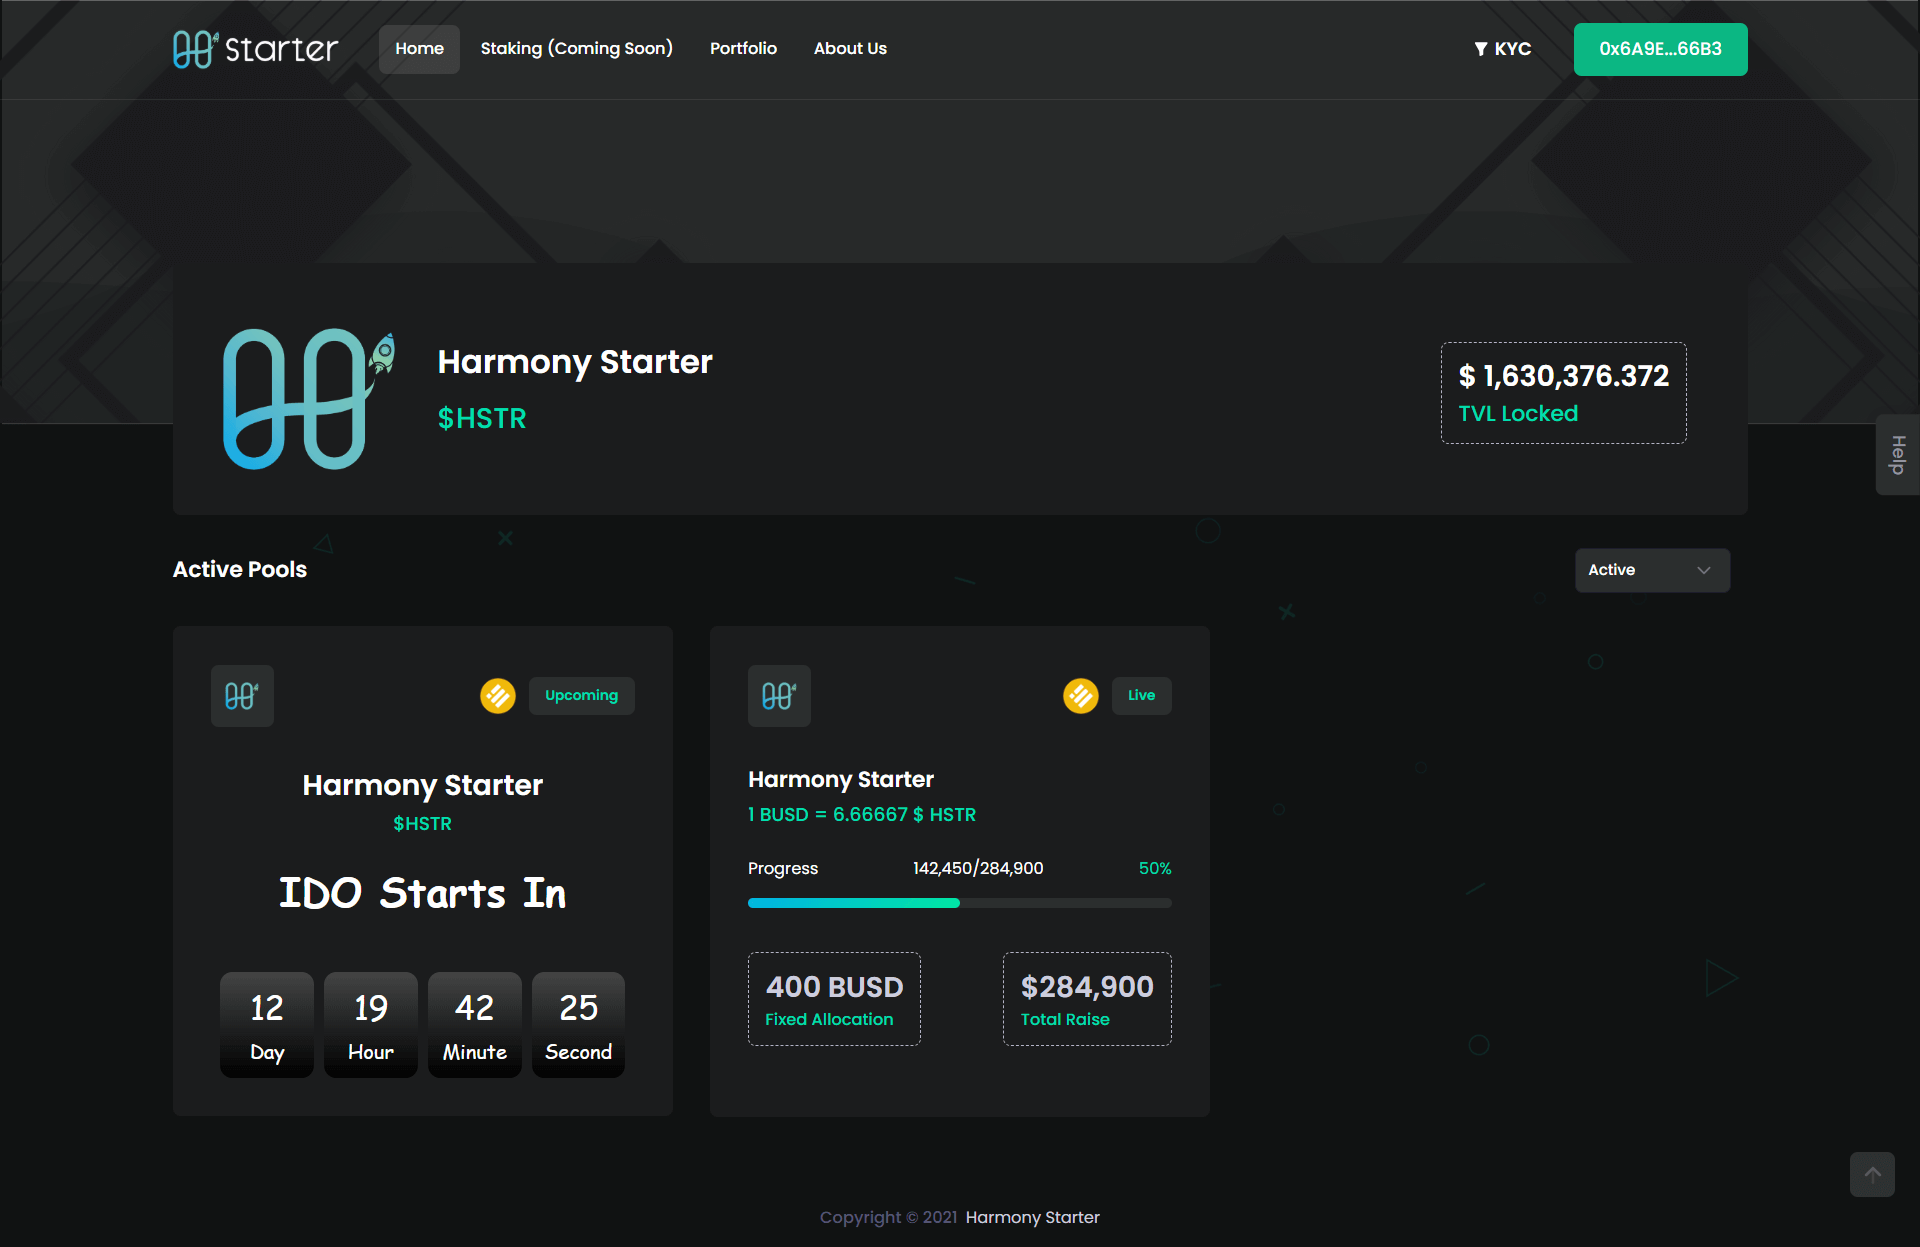 Starter
Home
Staking (Coming Soon)
Portfolio
About Us
KYC
0x6A9E...66B3
Harmony Starter
$HSTR
$ 1,630,376.372
TVL Locked
Help
Active Pools
Active
Upcoming
Harmony Starter
$HSTR
IDO Starts In
12 19 42 25
Day Hour Minute Second
Live
Harmony Starter
1 BUSD = 6.66667 $ HSTR
Progress 142,450/284,900 50%
400 BUSD
Fixed Allocation
$284,900
Total Raise
Copyright © 2021 Harmony Starter